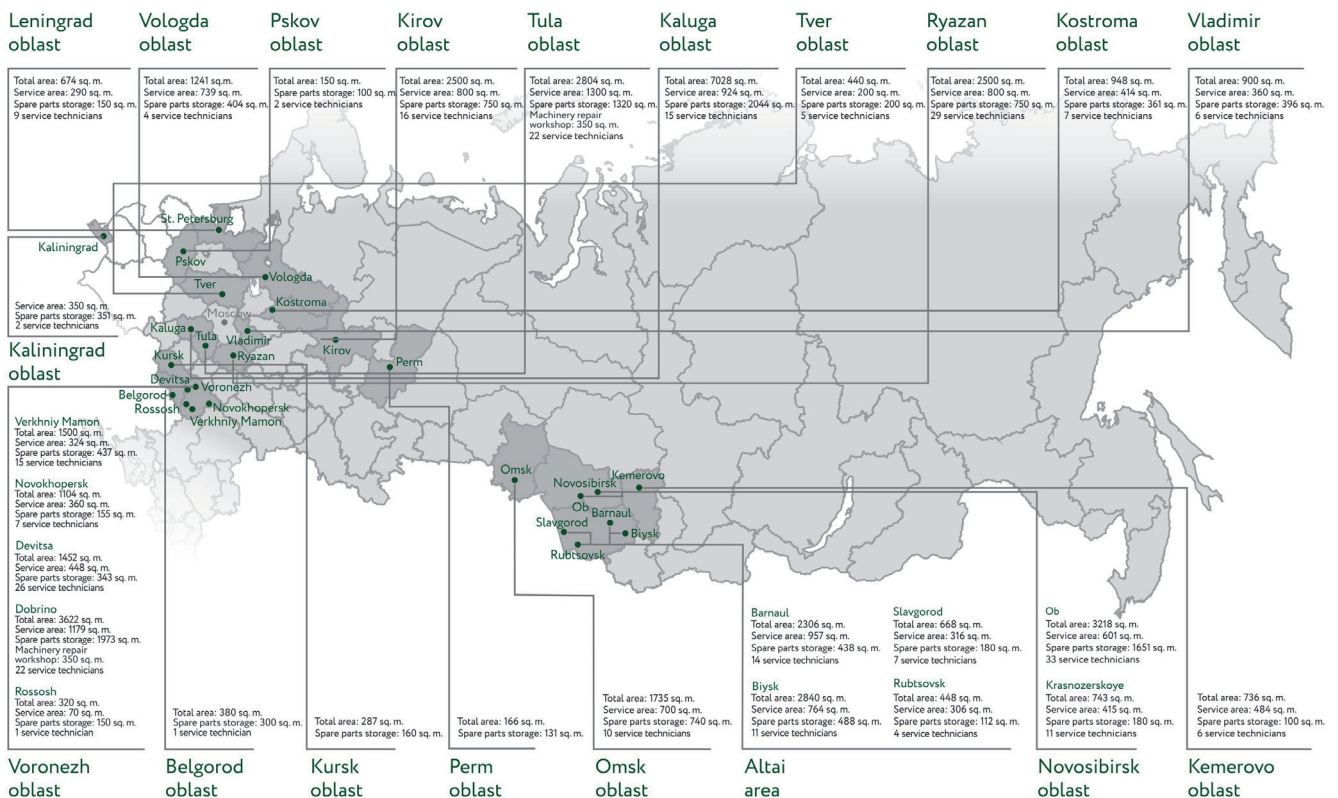 Leningrad
oblast
Total area: 674 sq. m.
Service area: 290 sq. m.
Spare parts storage: 150 sq. m.
9 service technicians
Vologda
oblast
Total area: 1241 sq.m.
Service area: 739 sq. m.
Spare parts storage: 404 sq. m.
4 service technicians
Pskov
oblast
Total area: 150 sq. m.
Spare parts storage: 100 sq. m.
2 service technicians
Kirov
oblast
Total area: 2500 sq. m.
Service area: 800 sq. m.
Spare parts storage: 750 sq. m.
16 service technicians
Tula
oblast
Total area: 2804 sq. m.
Service area: 1300 sq. m.
Spare parts storage: 1320 sq. m.
Machinery repair
workshop: 350 sq. m.
22 service technicians
Kaluga
oblast
Total area: 7028 sq. m.
Service area: 924 sq. m.
Spare parts storage: 2044 sq. m.
15 service technicians
Tver
oblast
Total area: 440 sq. m.
Service area: 200 sq. m.
Spare parts storage: 200 sq. m.
5 service technicians
Ryazan
oblast
Total area: 2500 sq. m.
Service area: 800 sq. m.
Spare parts storage: 750 sq. m.
29 service technicians
Kostroma
oblast
Total area: 948 sq. m.
Service area: 414 sq. m.
Spare parts storage: 361 sq. m.
7 service technicians
Vladimir
oblast
Total area: 900 sq. m.
Service area: 360 sq. m.
Spare parts storage: 396 sq. m.
6 service technicians
St. Petersburg
Kaliningrad
Pskov
Vologda
Tver
Kostroma
Moscow
Kaluga
Tula
Vladimir
Kirov
Kursk
Ryazan
Perm
Devitsa
Voronezh
Belgorod
Rossosh
Novokhopersk
Verkhniy Mamon
Omsk
Kemerovo
Novosibirsk
Ob
Barnaul
Slavgorod
Biysk
Rubtsovsk
Service area: 350 sq. m.
Spare parts storage: 351 sq. m.
2 service technicians
Kaliningrad
oblast
Verkhniy Mamon
Total area: 1500 sq. m.
Service area: 324 sq. m.
Spare parts storage: 437 sq. m.
15 service technicians
Novokhopersk
Total area: 1104 sq. m.
Service area: 360 sq. m.
Spare parts storage: 155 sq. m.
7 service technicians
Devitsa
Total area: 1452 sq. m.
Service area: 448 sq. m.
Spare parts storage: 343 sq. m.
26 service technicians
Dobrino
Total area: 3622 sq. m.
Service area: 1179 sq. m.
Spare parts storage: 1973 sq. m.
Machinery repair
workshop: 350 sq. m.
22 service technicians
Rossosh
Total area: 320 sq. m.
Service area: 70 sq. m.
Spare parts storage: 150 sq. m.
1 service technician
Voronezh
oblast
Total area: 380 sq. m.
Spare parts storage: 300 sq. m.
1 service technician
Belgorod
oblast
Total area: 287 sq. m.
Spare parts storage: 160 sq. m.
Kursk
oblast
Total area: 166 sq. m.
Spare parts storage: 131 sq. m.
Perm
oblast
Total area: 1735 sq. m.
Service area: 700 sq. m.
Spare parts storage: 740 sq. m.
10 service technicians
Omsk
oblast
Barnaul
Total area: 2306 sq. m.
Service area: 957 sq. m.
Spare parts storage: 438 sq. m.
14 service technicians
Biysk
Total area: 2840 sq. m.
Service area: 764 sq. m.
Spare parts storage: 488 sq. m.
11 service technicians
Slavgorod
Total area: 668 sq. m.
Service area: 316 sq. m.
Spare parts storage: 180 sq. m.
7 service technicians
Rubtsovsk
Total area: 448 sq. m.
Service area: 306 sq. m.
Spare parts storage: 112 sq. m.
4 service technicians
Altai
area
Ob
Total area: 3218 sq. m.
Service area: 601 sq. m.
Spare parts storage: 1651 sq. m.
33 service technicians
Krasnozerskoye
Total area: 743 sq. m.
Service area: 415 sq. m.
Spare parts storage: 180 sq. m.
11 service technicians
Novosibirsk
oblast
Total area: 736 sq. m.
Service area: 484 sq. m.
Spare parts storage: 100 sq. m.
6 service technicians
Kemerovo
oblast